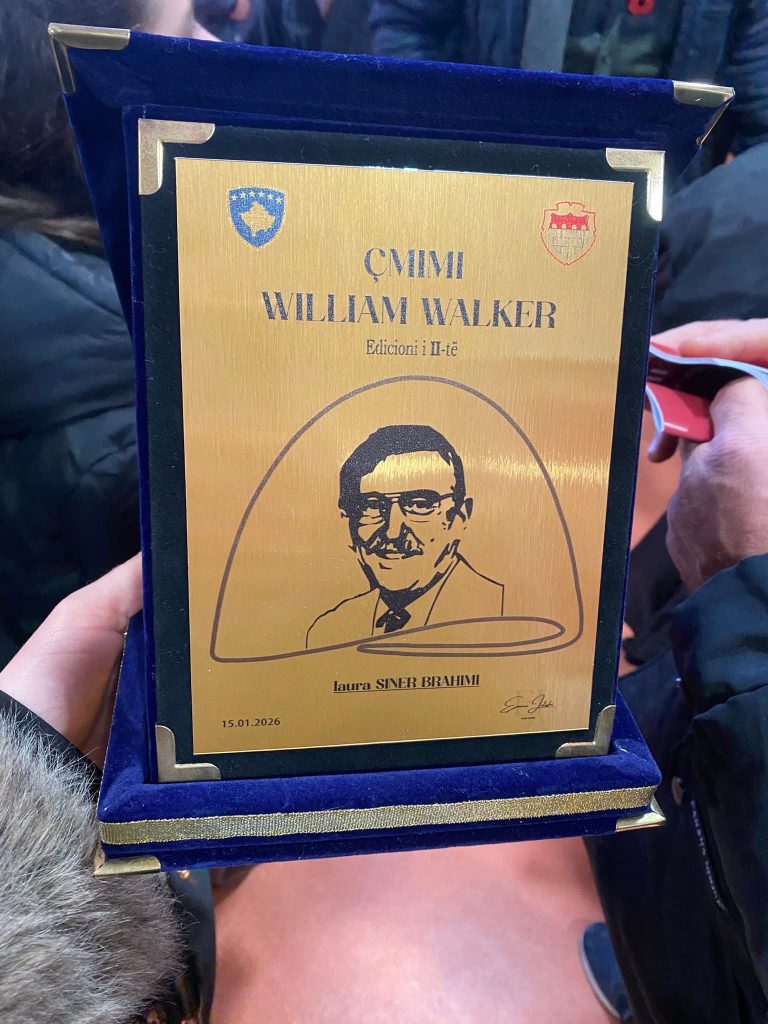 ÇMIMI
WILLIAM WALKER
Edicioni i II-të
laura SINER BRAHIMI
15.01.2026